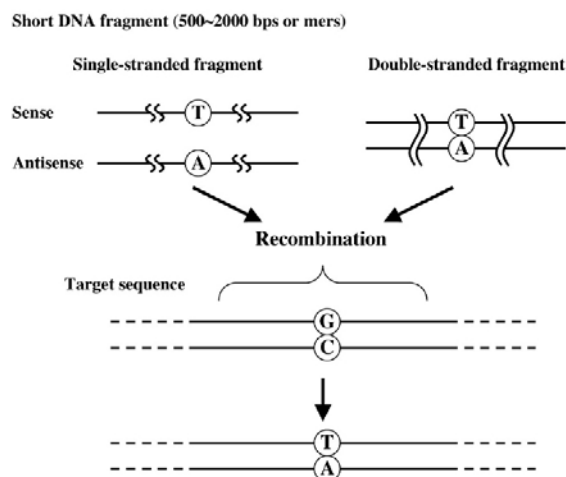 Short DNA fragment (500~2000 bps or mers)
Single-stranded fragment
Double-stranded fragment
Sense
T
T
Antisense
A
A
Recombination
Target sequence
G
C
T
A